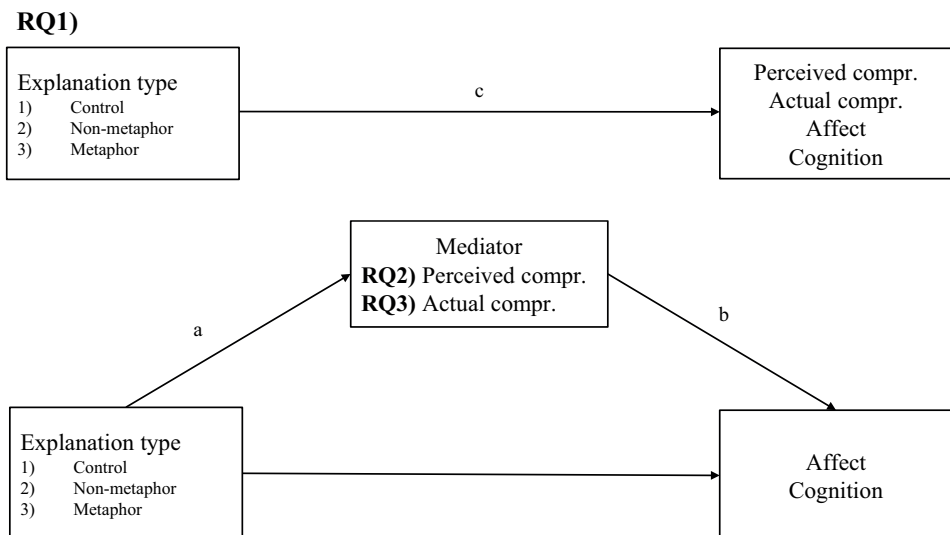 RQ1)
Explanation type
1) Control
2) Non-metaphor
3) Metaphor
c
Perceived compr.
Actual compr.
Affect
Cognition
Mediator
RQ2) Perceived compr.
RQ3) Actual compr.
a
b
Explanation type
1) Control
2) Non-metaphor
3) Metaphor
Affect
Cognition